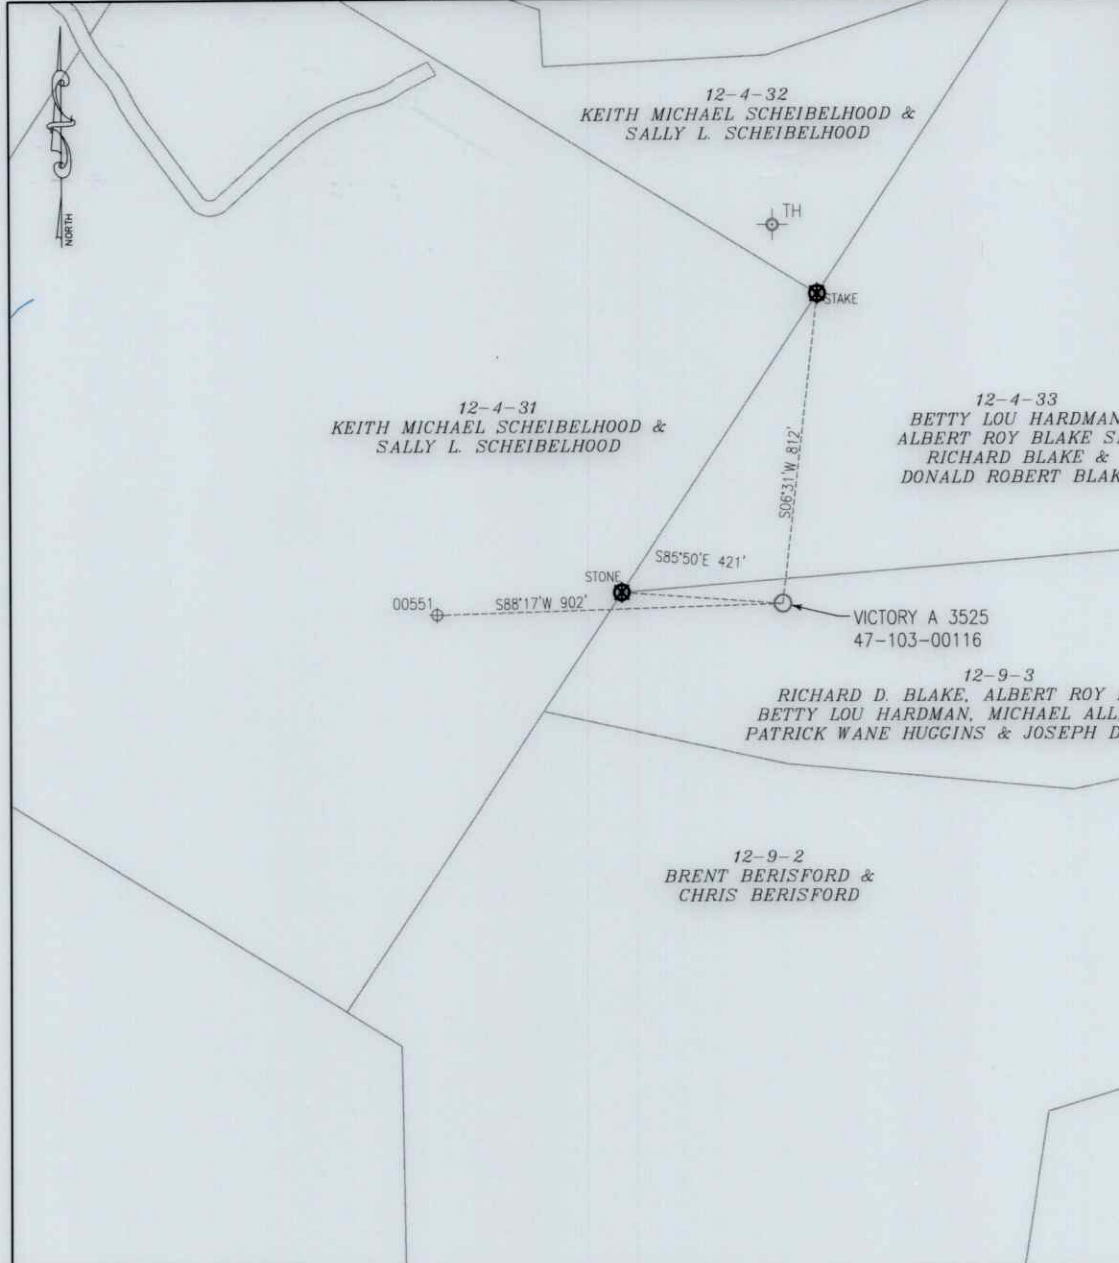 12-4-32
KEITH MICHAEL SCHEIBELHOOD &
SALLY L. SCHEIBELHOOD
NORTH
TH
STAKE
12-4-31
KEITH MICHAEL SCHEIBELHOOD &
SALLY L. SCHEIBELHOOD
12-4-33
BETTY LOU HARDMAN
ALBERT ROY BLAKE
RICHARD BLAKE &
DONALD ROBERT
S06°31'W 812'
S85°50'E 421'
STONE
00551
S88°17'W 902'
VICTORY A 3525
47-103-00116
12-9-3
RICHARD D. BLAKE, ALBERT ROY
BETTY LOU HARDMAN, MICHAEL
PATRICK WANE HUGGINS & JOSEPH
12-9-2
BRENT BERISFORD &
CHRIS BERISFORD